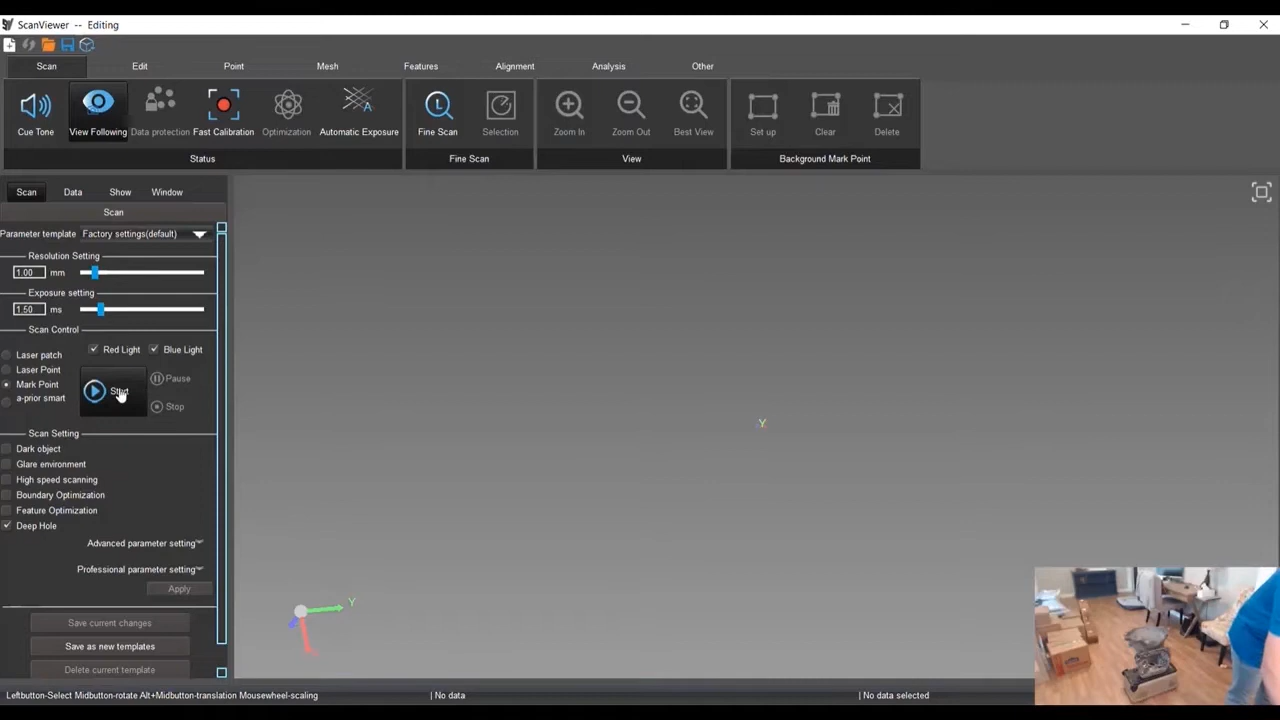 ScanViewer -- Editing
Scan Edit Point Mesh Features Alignment Analysis Other
Cue Tone View Following Data protection Fast Calibration Optimization Automatic Exposure Fine Scan Selection Zoom In Zoom Out Best View Set up Clear Delete
Status Fine Scan View Background Mark Point
Scan Data Show Window
Scan
Parameter template Factory settings(default)
Resolution Setting
1.00 mm
Exposure setting
1.50 ms
Scan Control
Red Light Blue Light
Laser patch
Laser Point
Mark Point
a-prior smart
Start
Pause
Stop
Scan Setting
Dark object
Glare environment
High speed scanning
Boundary Optimization
Feature Optimization
Deep Hole
Advanced parameter setting
Professional parameter setting
Apply
Save current changes
Save as new templates
Delete current template
Y
Y
Leftbutton-Select Midbutton-rotate Alt+Midbutton-translation Mousewheel-scaling | No data | No data selected